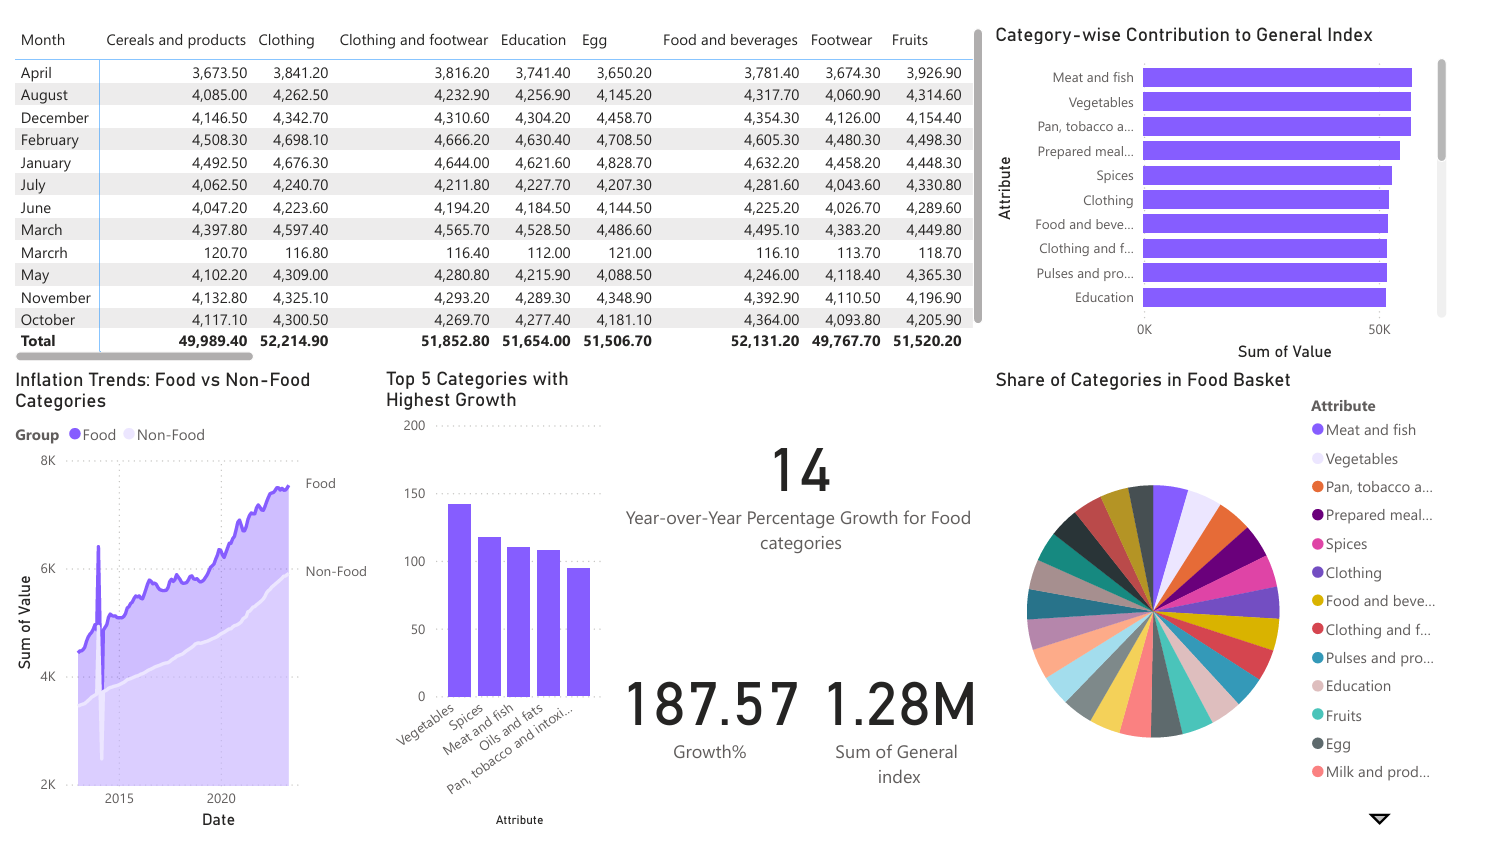 Month Cereals and products Clothing Clothing and footwear Education Egg Food and beverages Footwear Fruits
April 3,673.50 3,841.20 3,816.20 3,741.40 3,650.20 3,781.40 3,674.30 3,926.90
August 4,085.00 4,262.50 4,232.90 4,256.90 4,145.20 4,317.70 4,060.90 4,314.60
December 4,146.50 4,342.70 4,310.60 4,304.20 4,458.70 4,354.30 4,126.00 4,154.40
February 4,508.30 4,698.10 4,666.20 4,630.40 4,708.50 4,605.30 4,480.30 4,498.30
January 4,492.50 4,676.30 4,644.00 4,621.60 4,828.70 4,632.20 4,458.20 4,448.30
July 4,062.50 4,240.70 4,211.80 4,227.70 4,207.30 4,281.60 4,043.60 4,330.80
June 4,047.20 4,223.60 4,194.20 4,184.50 4,144.50 4,225.20 4,026.70 4,289.60
March 4,397.80 4,597.40 4,565.70 4,528.50 4,486.60 4,495.10 4,383.20 4,449.80
Marcrh 120.70 116.80 116.40 112.00 121.00 116.10 113.70 118.70
May 4,102.20 4,309.00 4,280.80 4,215.90 4,088.50 4,246.00 4,118.40 4,365.30
November 4,132.80 4,325.10 4,293.20 4,289.30 4,348.90 4,392.90 4,110.50 4,196.90
October 4,117.10 4,300.50 4,269.70 4,277.40 4,181.10 4,364.00 4,093.80 4,205.90
Total 49,989.40 52,214.90 51,852.80 51,654.00 51,506.70 52,131.20 49,767.70 51,520.20
Category-wise Contribution to General Index
Attribute
Meat and fish
Vegetables
Pan, tobacco a...
Prepared meal...
Spices
Clothing
Food and beve...
Clothing and f...
Pulses and pro...
Education
0K 50K
Sum of Value
Inflation Trends: Food vs Non-Food
Categories
Group Food Non-Food
Sum of Value
8K
6K
4K
2K
Food
Non-Food
2015 2020
Date
Top 5 Categories with
Highest Growth
200
150
100
50
0
Vegetables
Spices
Meat and fish
Oils and fats
Pan, tobacco and intoxi...
Attribute
14
Year-over-Year Percentage Growth for Food
categories
187.57
Growth%
1.28M
Sum of General
index
Share of Categories in Food Basket
Attribute
Meat and fish
Vegetables
Pan, tobacco a...
Prepared meal...
Spices
Clothing
Food and beve...
Clothing and f...
Pulses and pro...
Education
Fruits
Egg
Milk and prod...